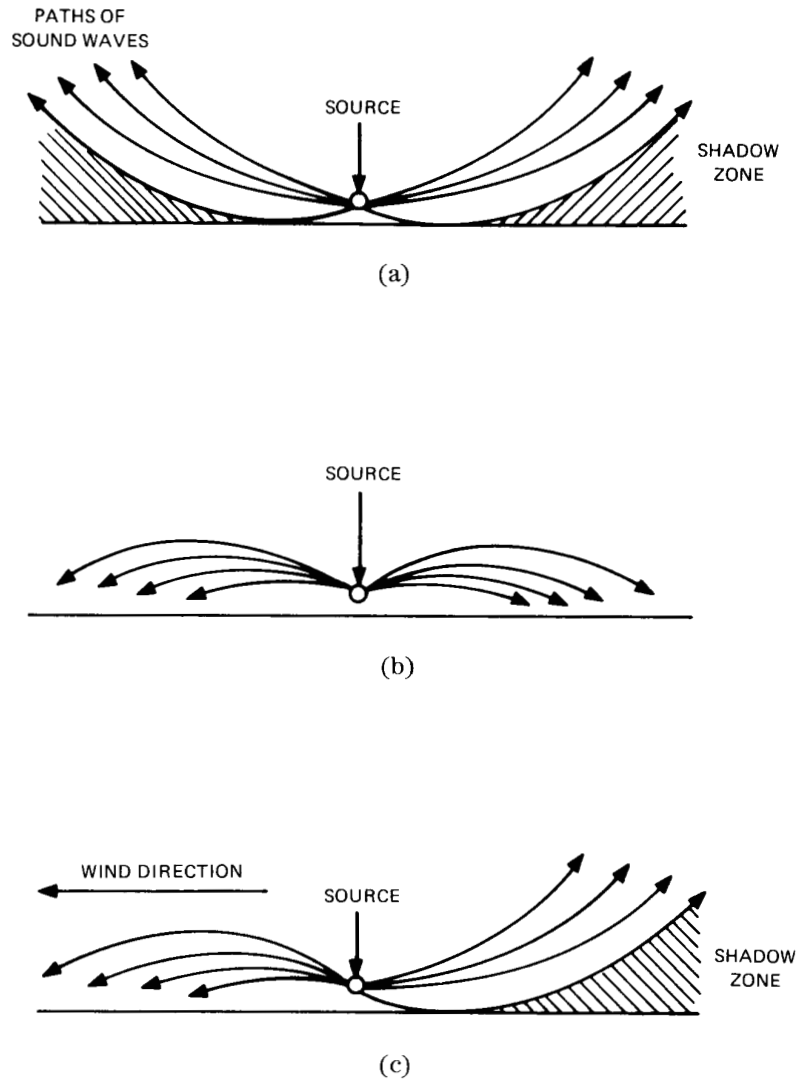 PATHS OF
SOUND WAVES
SOURCE
SHADOW
ZONE
(a)
SOURCE
(b)
WIND DIRECTION
SOURCE
SHADOW
ZONE
(c)